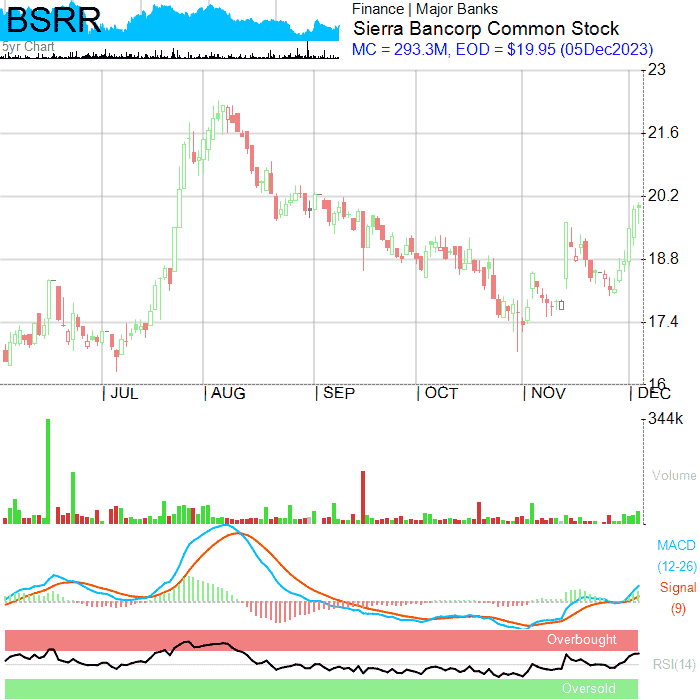 BSRR
5yr Chart
Finance | Major Banks
Sierra Bancorp Common Stock
MC = 293.3M, EOD = $19.95 (05Dec2023)
23
21.6
20.2
18.8
17.4
16
| JUL | AUG | SEP | OCT | NOV | DEC
344k
Volume
MACD
(12-26)
Signal
(9)
Overbought
RSI(14)
Oversold